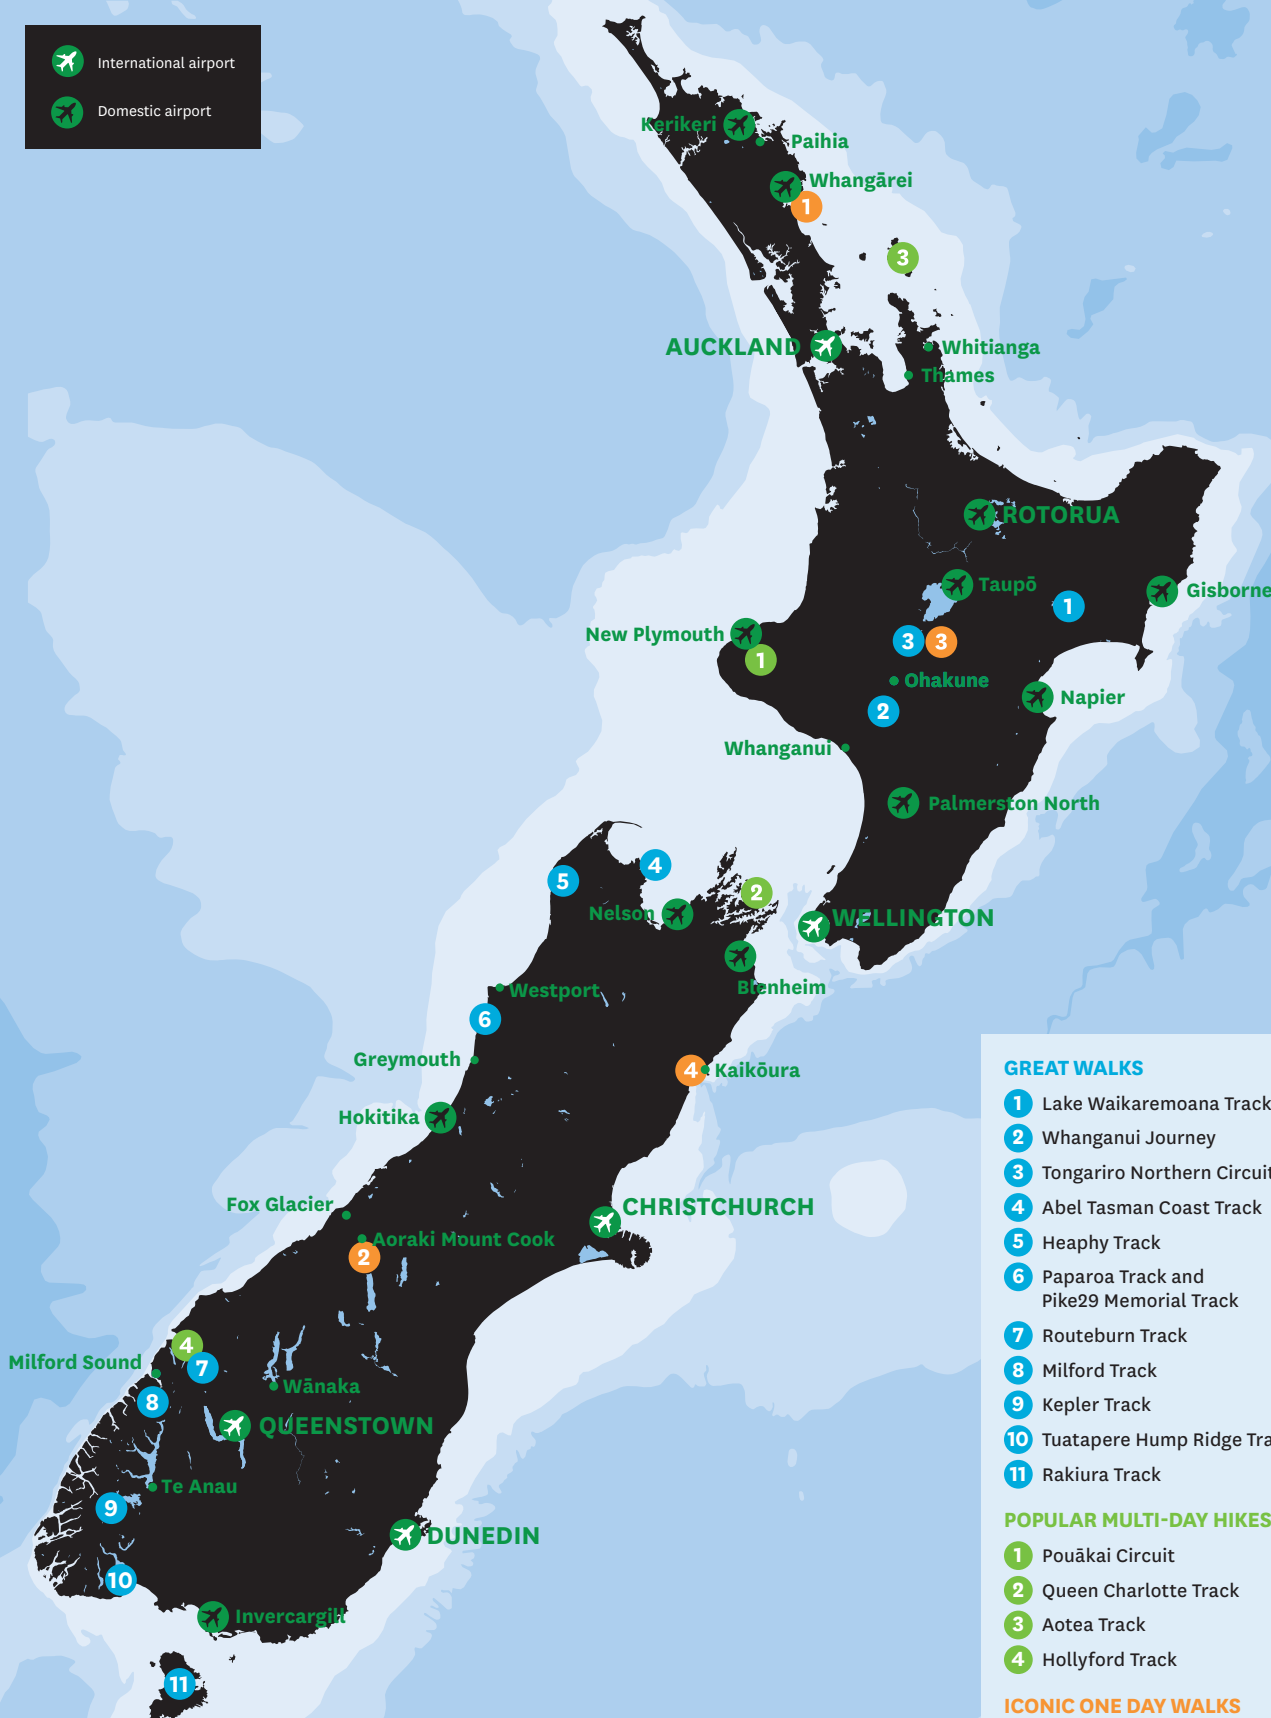 International airport
Domestic airport
Kerikeri
Paihia
Whangārei
1
3
AUCKLAND
Whitianga
Thames
ROTORUA
Taupō
Gisborne
1
New Plymouth
1
3
3
Ohakune
Napier
2
Whanganui
Palmerston North
4
5
2
Nelson
WELLINGTON
Blenheim
Westport
6
Greymouth
4
Kaikōura
Hokitika
Fox Glacier
CHRISTCHURCH
Aoraki Mount Cook
2
4
Milford Sound
7
8
Wānaka
QUEENSTOWN
Te Anau
9
DUNEDIN
10
Invercargill
11
GREAT WALKS
1 Lake Waikaremoana Track
2 Whanganui Journey
3 Tongariro Northern Circuit
4 Abel Tasman Coast Track
5 Heaphy Track
6 Paparoa Track and
Pike29 Memorial Track
7 Routeburn Track
8 Milford Track
9 Kepler Track
10 Tuatapere Hump Ridge Tra
11 Rakiura Track
POPULAR MULTI-DAY HIKES
1 Pouākai Circuit
2 Queen Charlotte Track
3 Aotea Track
4 Hollyford Track
ICONIC ONE DAY WALKS